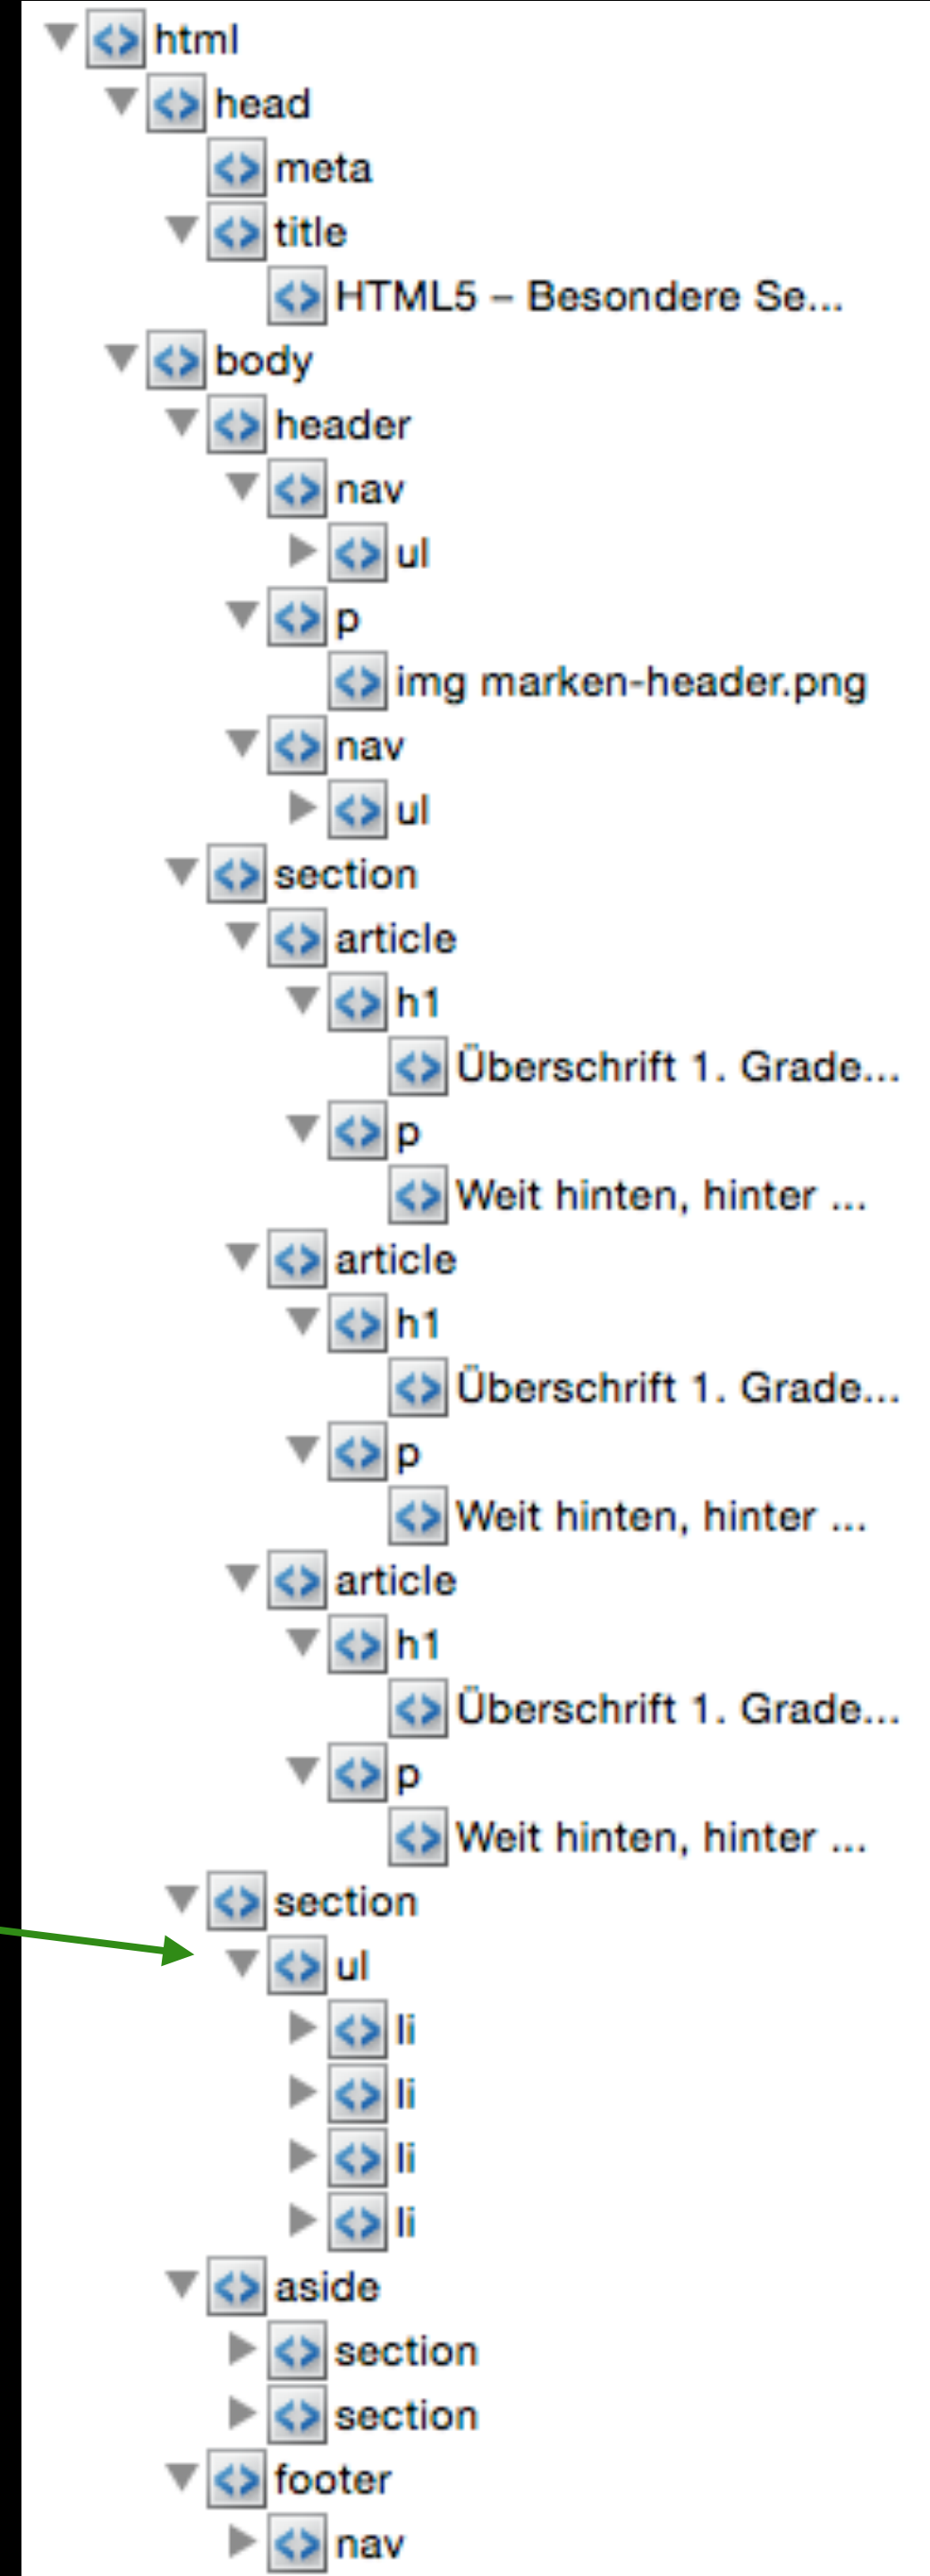 html
head
meta
title
HTML5 – Besondere Se...
body
header
nav
ul
p
img marken-header.png
nav
ul
section
article
h1
Überschrift 1. Grade...
p
Weit hinten, hinter ...
article
h1
Überschrift 1. Grade...
p
Weit hinten, hinter ...
article
h1
Überschrift 1. Grade...
p
Weit hinten, hinter ...
section
ul
li
li
li
li
aside
section
section
footer
nav